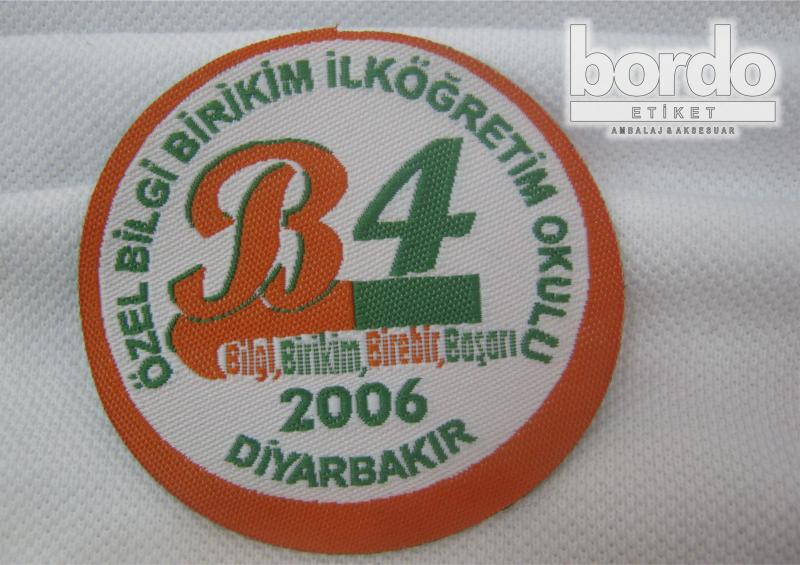 ÖZEL BİLGİ BİRİKİM İLKÖĞRETİM OKULU
B4
Bilgi, Birikim, Birebir, Başarı
2006
DİYARBAKIR
bordo
ETİKET
AMBALAJ & AKSESUAR